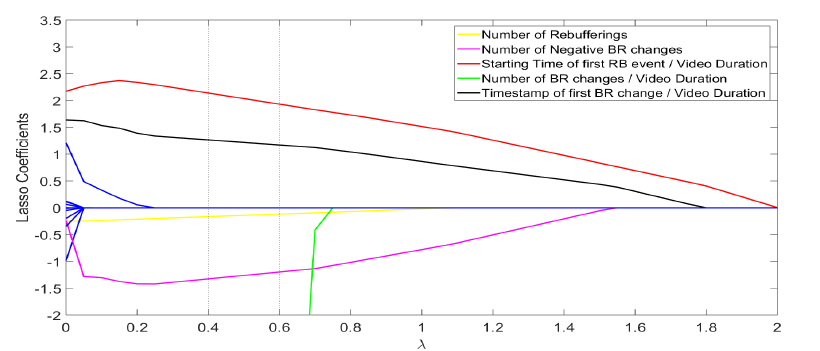 3.5
3
2.5
2
1.5
1
0.5
0
-0.5
-1
-1.5
-2
Lasso Coefficients
Number of Rebufferings
Number of Negative BR changes
Starting Time of first RB event / Video Duration
Number of BR changes / Video Duration
Timestamp of first BR change / Video Duration
0 0.2 0.4 0.6 0.8 1 1.2 1.4 1.6 1.8 2
λ